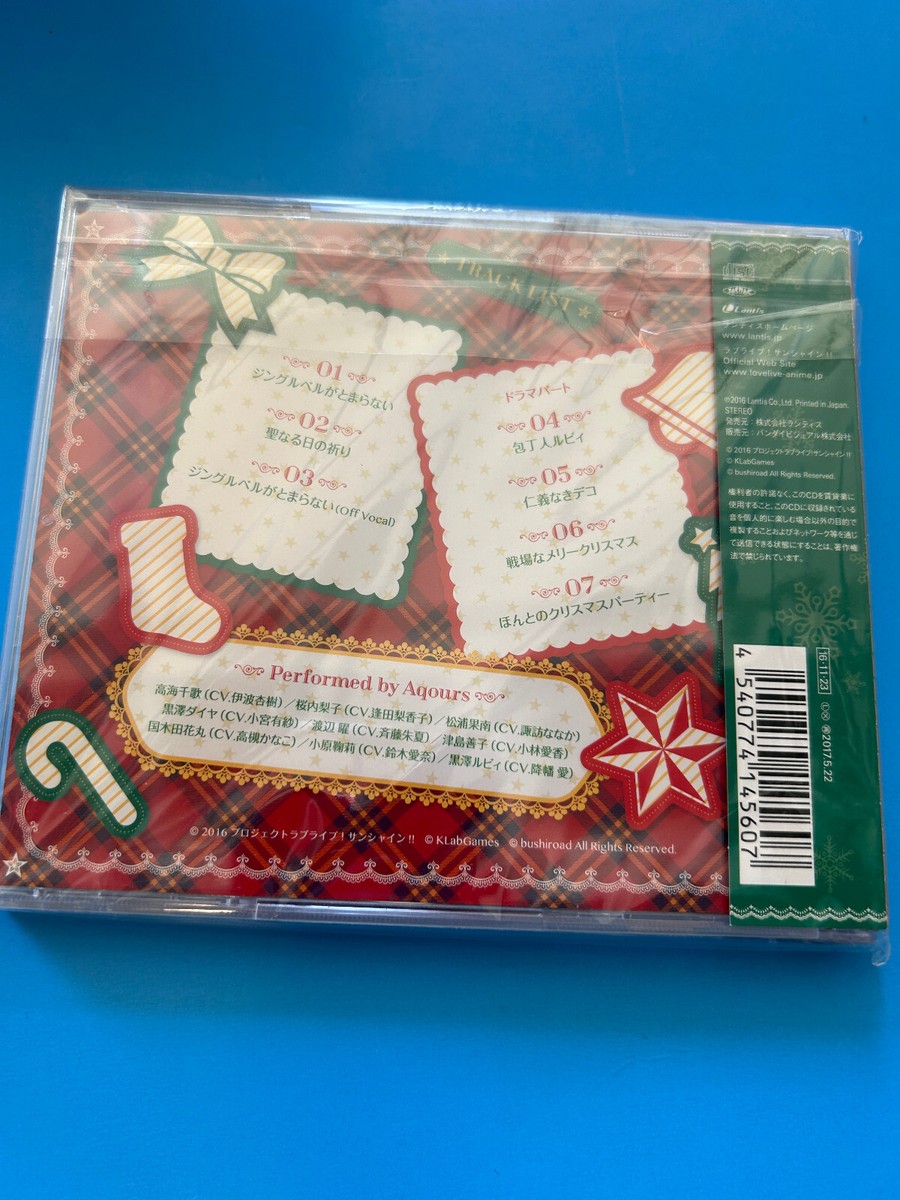 TRACK LIST
01
ジングルベルがとまらない
02
聖なる日の祈り
03
ジングルベルがとまらない(Off Vocal)
ドラマパート
04
包丁人ルビィ
05
仁義なきデコ
06
戦場なメリークリスマス
07
ほんとのクリスマスパーティー
Performed by Aqours
高海千歌(CV.伊波杏樹)/桜内梨子(CV.逢田梨香子)/松浦果南(CV.諏訪ななか)
黒澤ダイヤ(CV.小宮有紗)/渡辺 曜(CV.斉藤朱夏)/津島善子(CV.小林愛香)
国木田花丸(CV.高槻かなこ)/小原鞠莉(CV.鈴木愛奈)/黒澤ルビィ(CV.降幡 愛)
© 2016 プロジェクトラブライブ!サンシャイン!! © KLabGames © bushiroad All Rights Reserved.
Lantis
ランティスホームページ
www.lantis.jp
ラブライブ!サンシャイン!!
Official Web Site
www.lovelive-anime.jp
℗2016 Lantis Co.,Ltd. Printed in Japan.
STEREO
発売元:株式会社ランティス
販売元:バンダイビジュアル株式会社
© 2016 プロジェクトラブライブ!サンシャイン!!
© KLabGames
© bushiroad All Rights Reserved.
権利者の許諾なく、このCDを賃貸業に
使用すること、このCDに収録されている
音を個人的に楽しむ場合以外の目的で
複製することおよびネットワーク等を通じ
て送信できる状態にすることは、著作権
法で禁じられています。
16·11·23
2017.5.22
4540774145607